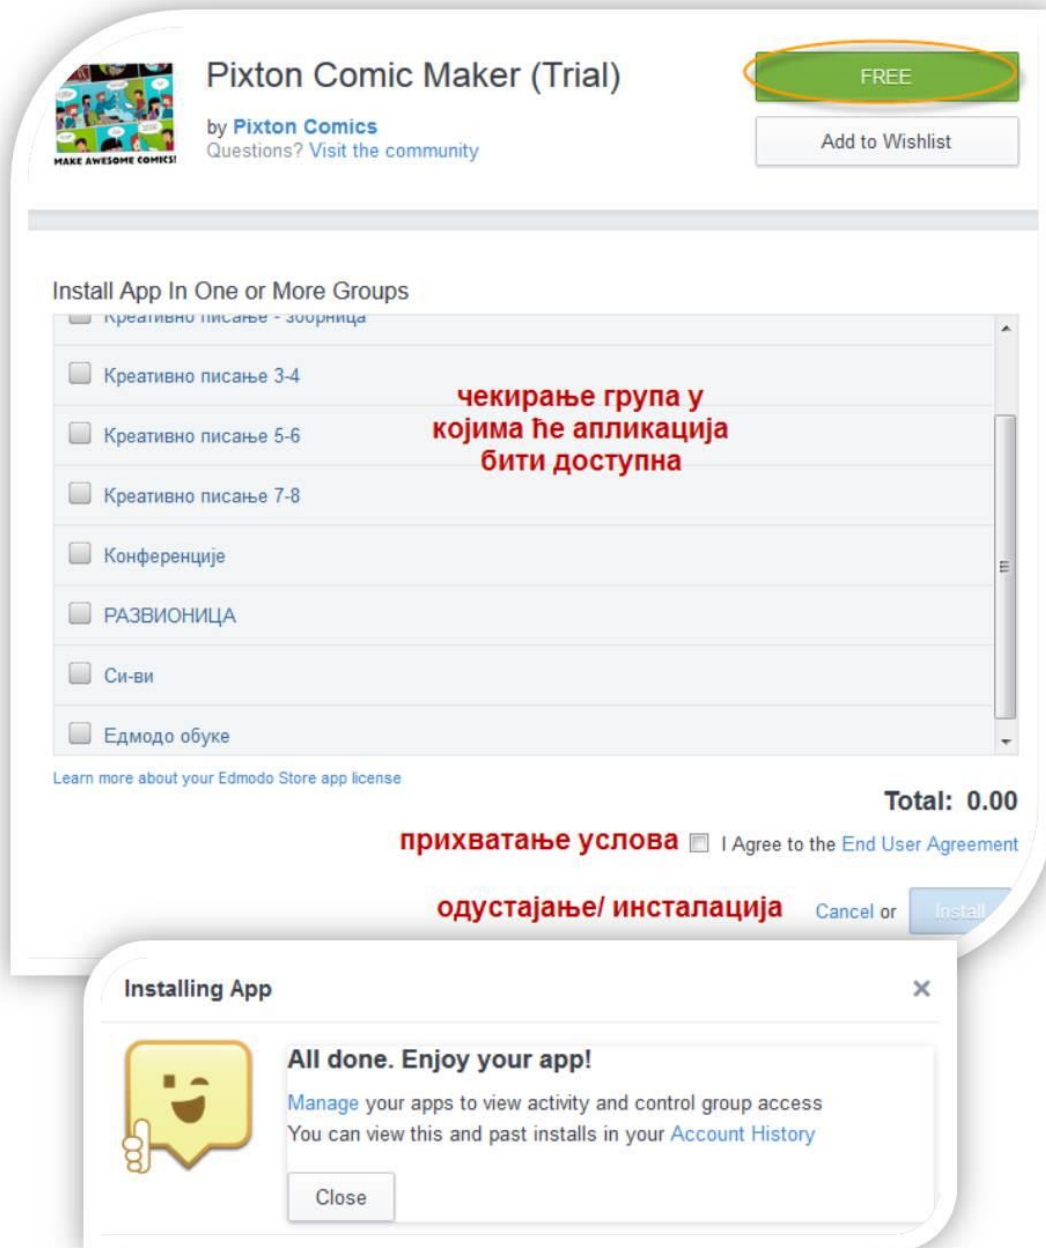 Pixton Comic Maker (Trial)
FREE
by Pixton Comics
Questions? Visit the community
Add to Wishlist
MAKE AWESOME COMICS!
Install App In One or More Groups
Креативно писање - зборница
Креативно писање 3-4
чекирање група у
којима ће апликација
бити доступна
Креативно писање 5-6
Креативно писање 7-8
Конференције
РАЗВИОНИЦА
Си-ви
Едмодо обуке
Learn more about your Edmodo Store app license
Total: 0.00
прихватање услова I Agree to the End User Agreement
одустајање/ инсталација Cancel or Install
Installing App
All done. Enjoy your app!
Manage your apps to view activity and control group access
You can view this and past installs in your Account History
Close